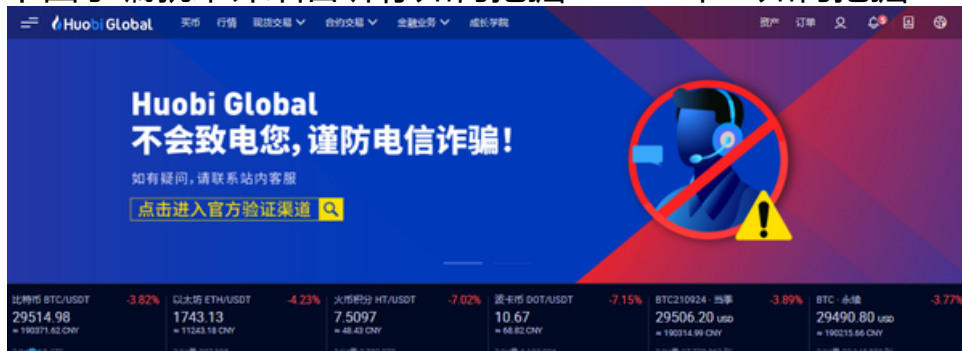 Huobi Global 买币 行情 现货交易 合约交易 金融业务 成长学院 资产 订单
Huobi Global
不会致电您，谨防电信诈骗！
如有疑问，请联系站内客服
点击进入官方验证渠道
比特币 BTC/USDT -3.82% 以太坊 ETH/USDT -4.23% 火币积分 HT/USDT -7.02% 波卡币 DOT/USDT -7.15% BTC210924 · 当季 -3.89% BTC · 永续 -3.77%
29514.98 1743.13 7.5097 10.67 29506.20 USD 29490.80 USD
≈ 190371.62 CNY ≈ 11243.18 CNY ≈ 48.43 CNY ≈ 68.82 CNY ≈ 190314.99 CNY ≈ 190215.66 CNY